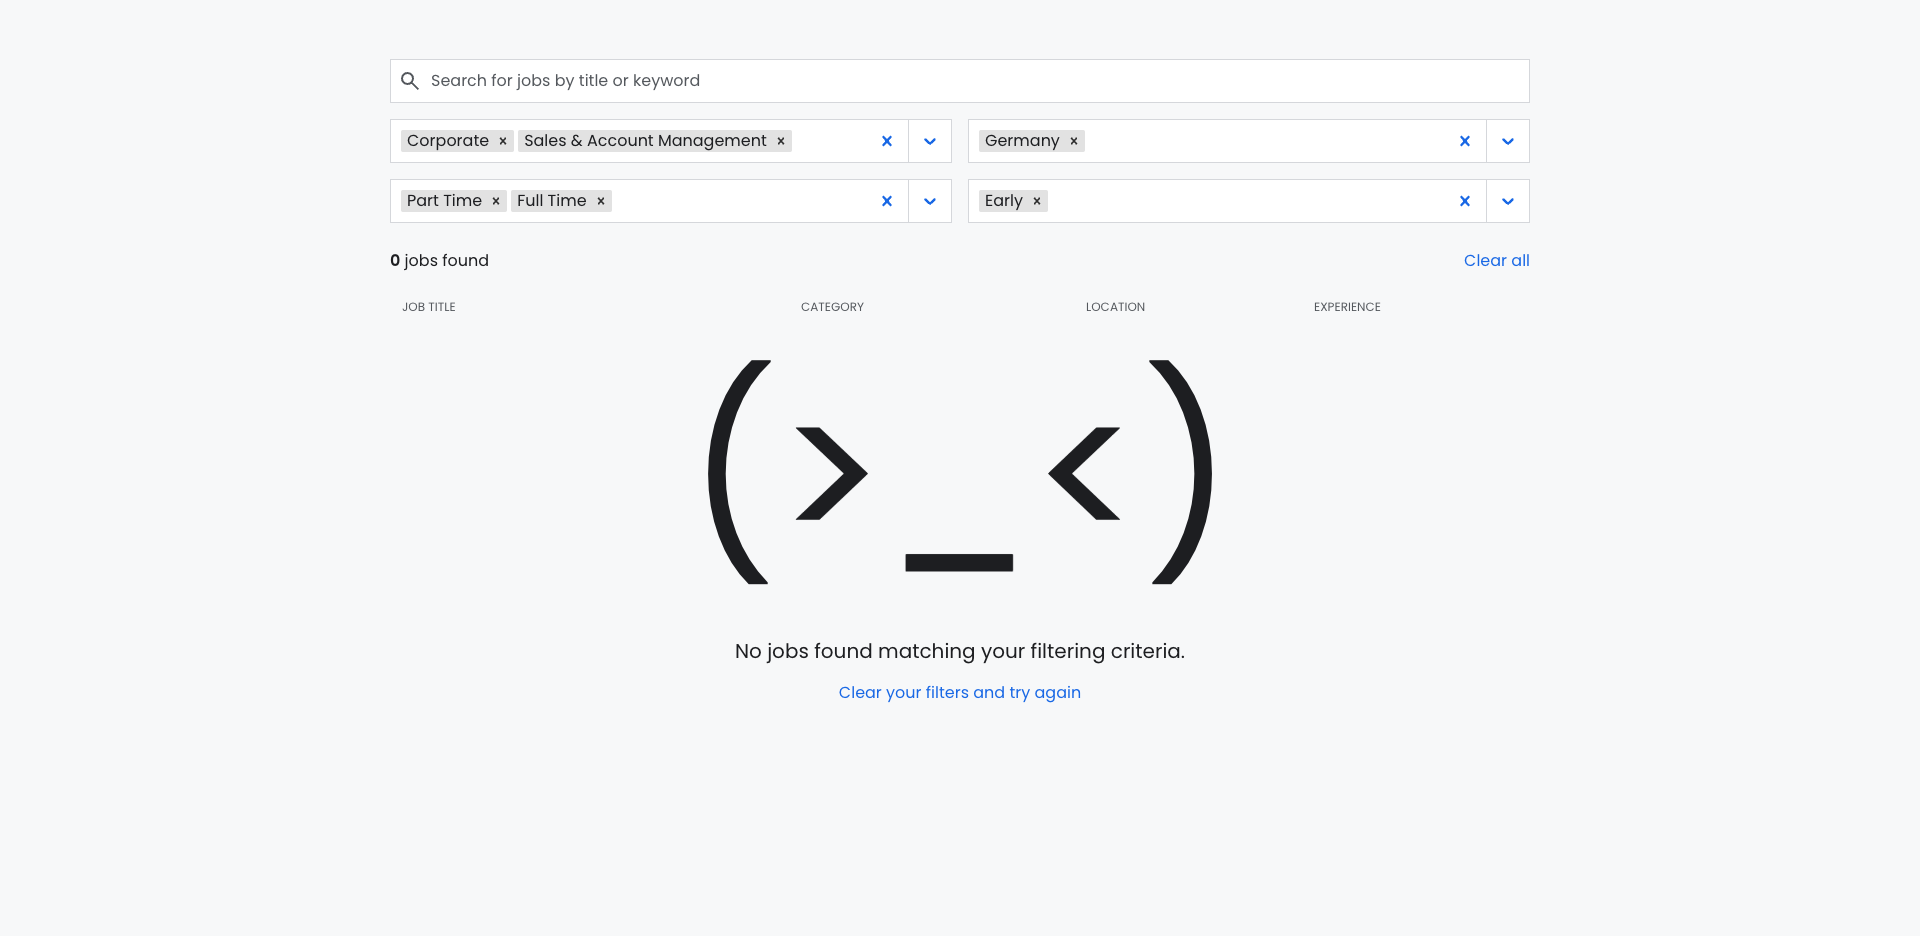 Search for jobs by title or keyword
Corporate Sales & Account Management Germany
Part Time Full Time Early
0 jobs found Clear all
JOB TITLE CATEGORY LOCATION EXPERIENCE
(>_<)
No jobs found matching your filtering criteria.
Clear your filters and try again